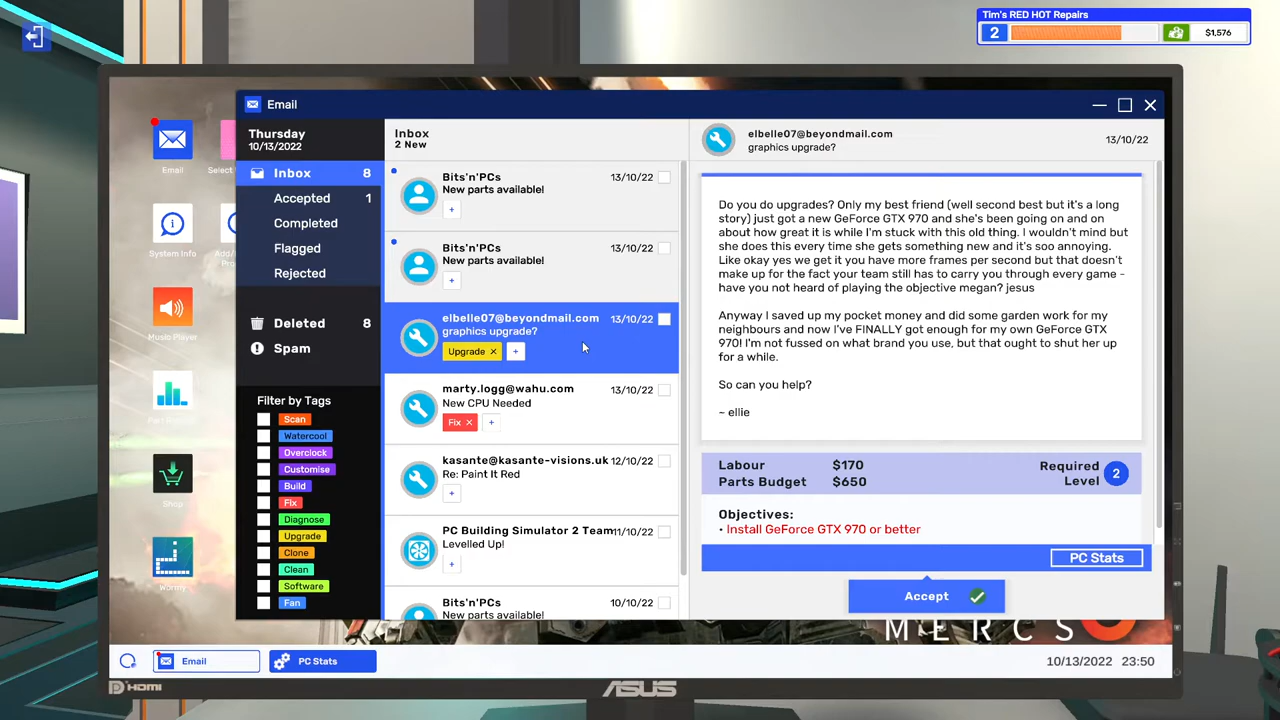 Tim's RED HOT Repairs
2
$1,576
Email
Thursday
10/13/2022
Inbox 8
Accepted 1
Completed
Flagged
Rejected
Deleted 8
Spam
Filter by Tags
Scan
Watercool
Overclock
Customise
Build
Fix
Diagnose
Upgrade
Clone
Clean
Software
Fan
Inbox
2 New
Bits'n'PCs 13/10/22
New parts available!
+
Bits'n'PCs 13/10/22
New parts available!
+
elbelle07@beyondmail.com 13/10/22
graphics upgrade?
Upgrade × +
marty.logg@wahu.com 13/10/22
New CPU Needed
Fix × +
kasante@kasante-visions.uk 12/10/22
Re: Paint It Red
+
PC Building Simulator 2 Team 11/10/22
Levelled Up!
+
Bits'n'PCs 10/10/22
New parts available!
elbelle07@beyondmail.com
graphics upgrade?
13/10/22
Do you do upgrades? Only my best friend (well second best but it's a long
story) just got a new GeForce GTX 970 and she's been going on and on
about how great it is while I'm stuck with this old thing. I wouldn't mind but
she does this every time she gets something new and it's soo annoying.
Like okay yes we get it you have more frames per second but that doesn't
make up for the fact your team still has to carry you through every game -
have you not heard of playing the objective megan? jesus
Anyway I saved up my pocket money and did some garden work for my
neighbours and now I've FINALLY got enough for my own GeForce GTX
970! I'm not fussed on what brand you use, but that ought to shut her up
for a while.
So can you help?
~ ellie
Labour $170
Parts Budget $650
Required
Level 2
Objectives:
• Install GeForce GTX 970 or better
PC Stats
Accept
Email
System Info
Music Player
Shop
Wormy
Select
Add/
MERCS
Email
PC Stats
10/13/2022 23:50
HDMI
ASUS